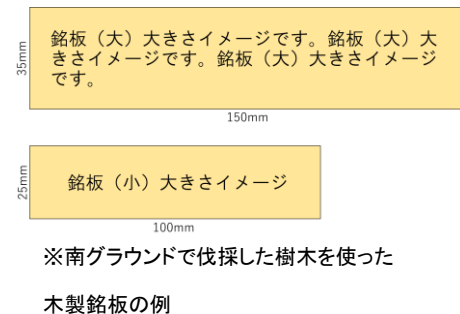 35mm
銘板（大）大きさイメージです。銘板（大）大
きさイメージです。銘板（大）大きさイメージ
です。
150mm
25mm
銘板（小）大きさイメージ
100mm
※南グラウンドで伐採した樹木を使った
木製銘板の例